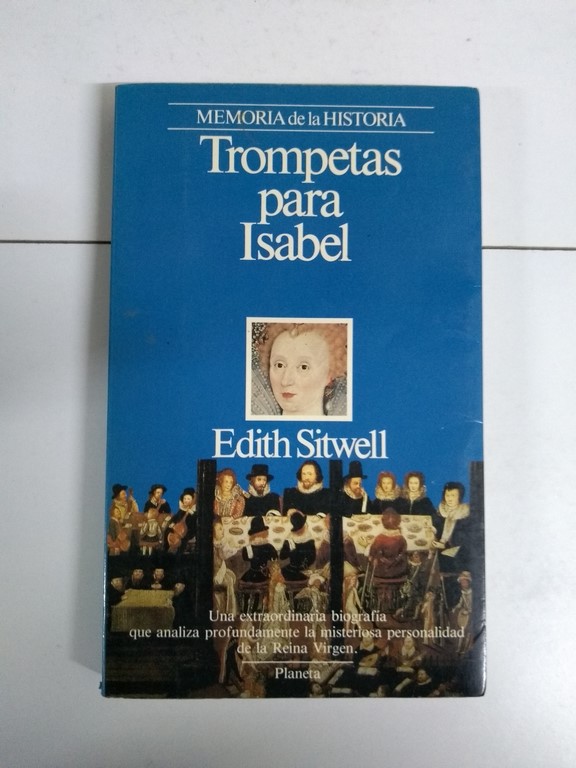 MEMORIA de la HISTORIA
Trompetas
para
Isabel
Edith Sitwell
Una extraordinaria biografía
que analiza profundamente la misteriosa personalidad
de la Reina Virgen.
Planeta